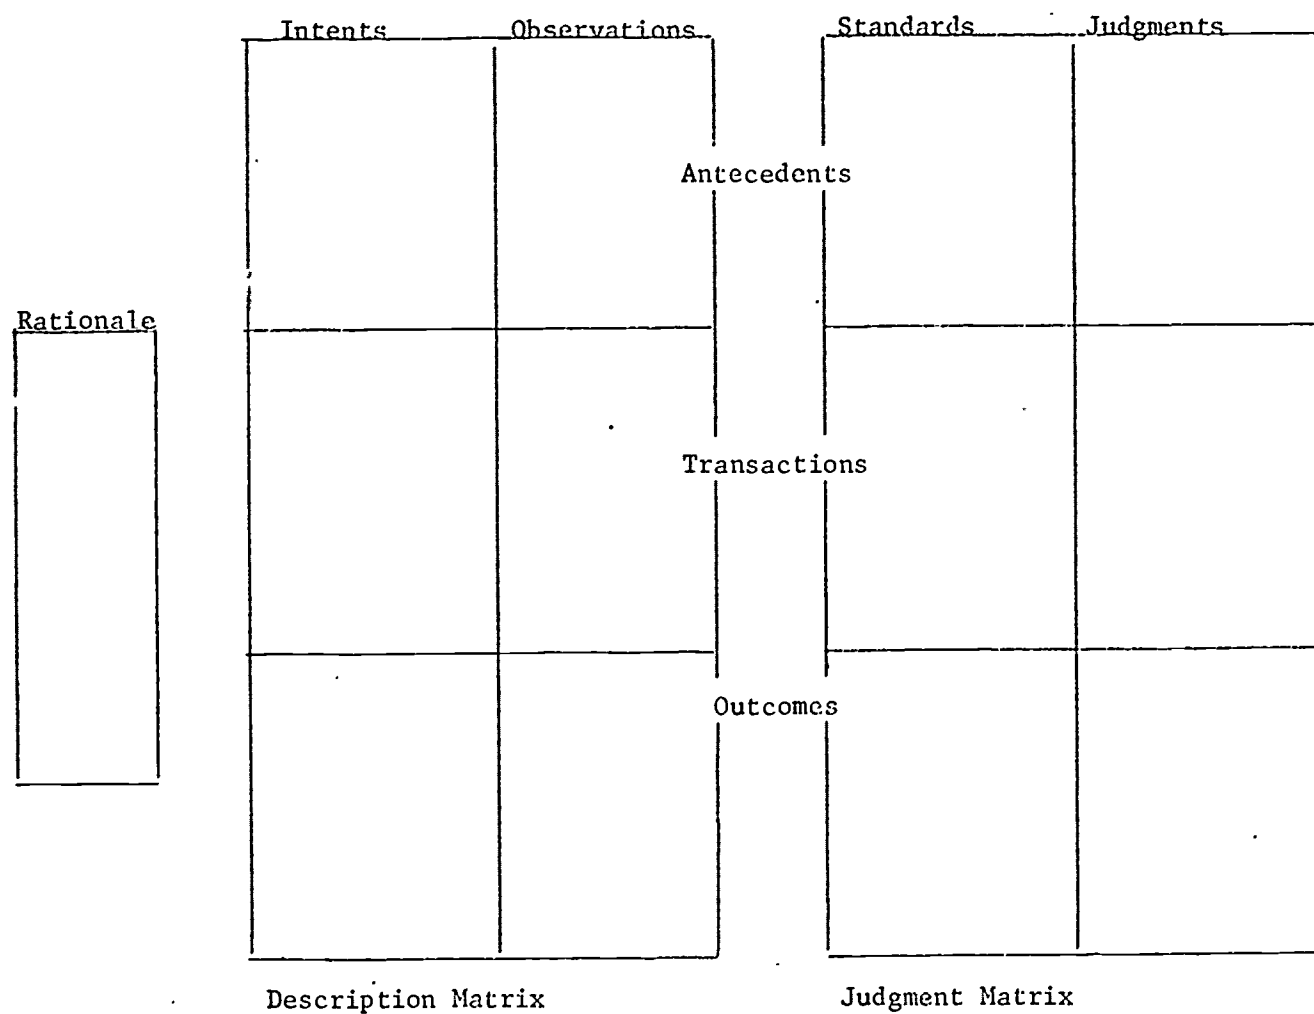 Intents Observations Standards Judgments
Antecedents
Rationale
Transactions
Outcomes
Description Matrix Judgment Matrix